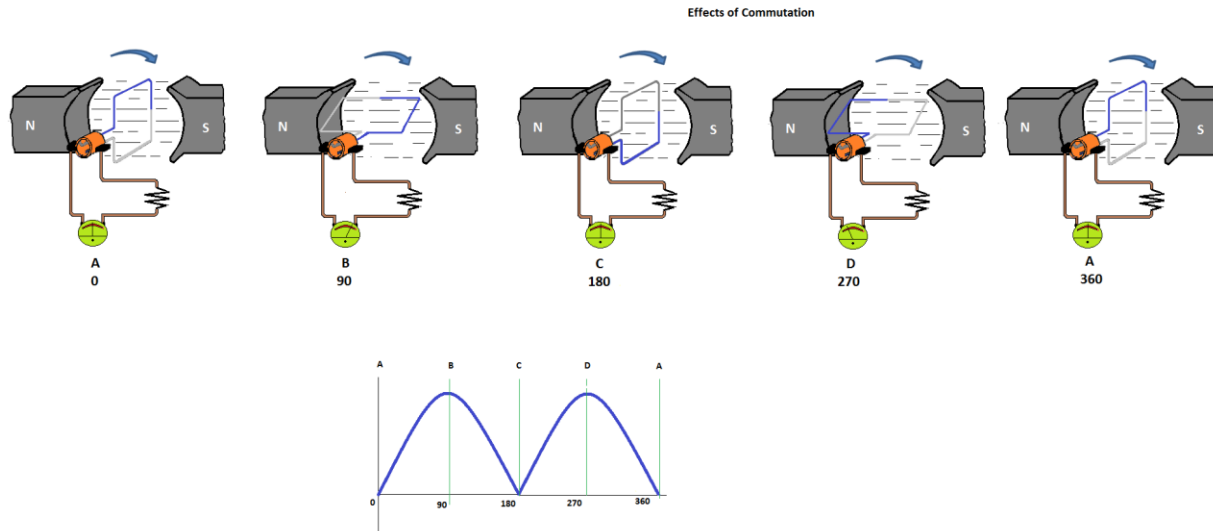 Effects of Commutation
N S N S N S N S N S
A B C D A
0 90 180 270 360
A B C D A
0 90 180 270 360